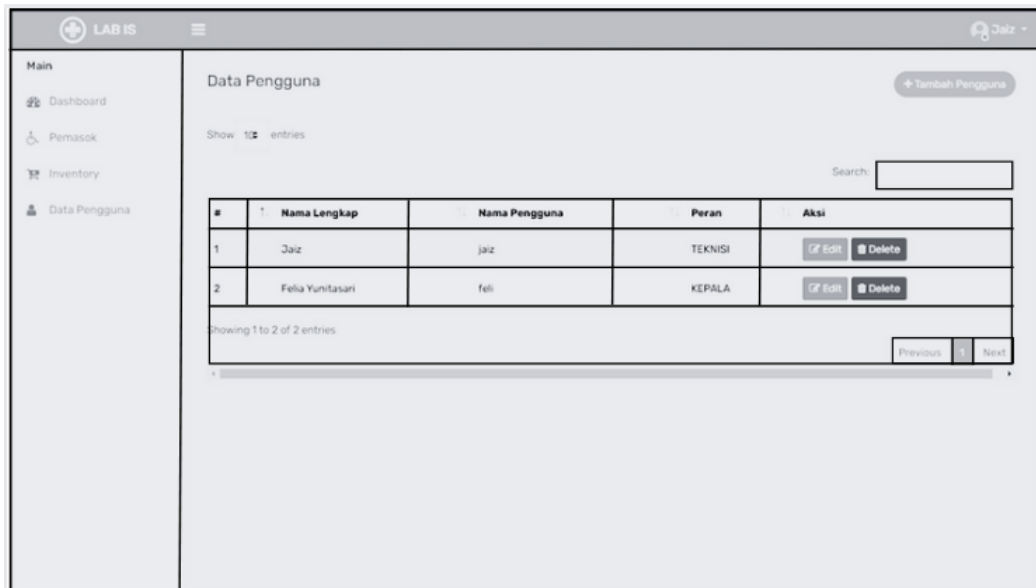 LAB IS
Jaiz
Main
Dashboard
Pemasok
Inventory
Data Pengguna
Data Pengguna
+ Tambah Pengguna
Show 10 entries
Search:
# Nama Lengkap Nama Pengguna Peran Aksi
1 Jaiz jaiz TEKNISI Edit Delete
2 Felia Yunitasari feli KEPALA Edit Delete
Showing 1 to 2 of 2 entries
Previous 1 Next